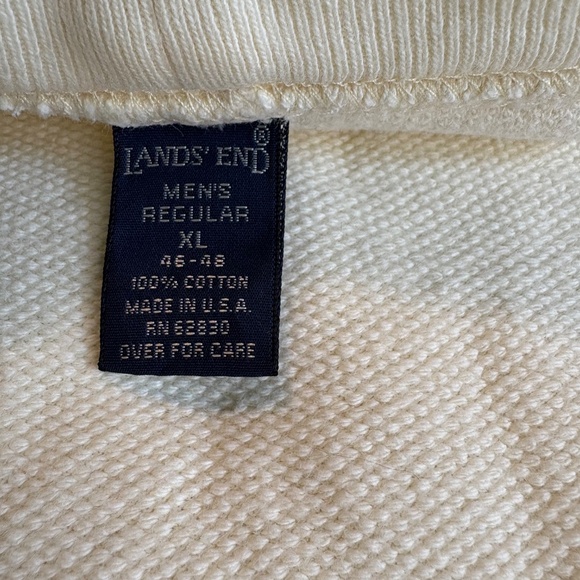 LANDS' END®
MEN'S
REGULAR
XL
46-48
100% COTTON
MADE IN U.S.A.
RN 62830
OVER FOR CARE